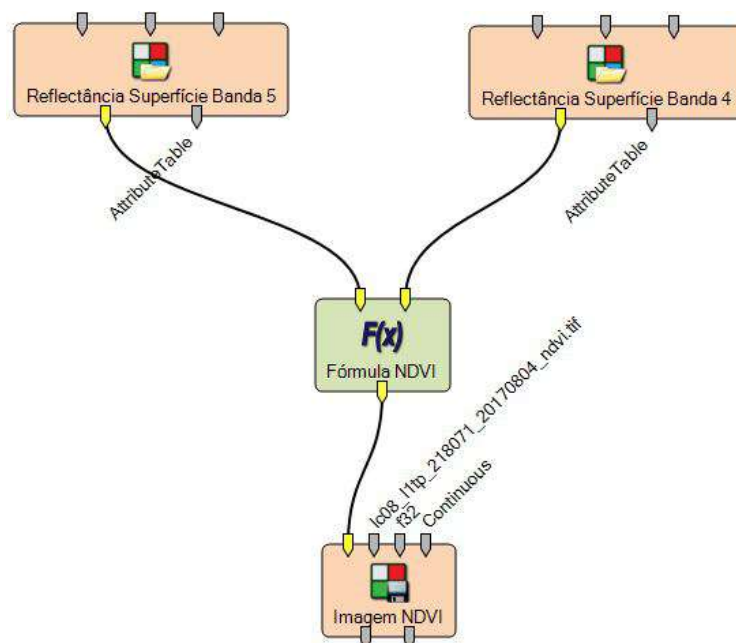 Reflectância Superfície Banda 5
Reflectância Superfície Banda 4
AttributeTable
AttributeTable
F(x)
Fórmula NDVI
lc08_l1tp_218071_20170804_ndvi.tif
f32
Continuous
Imagem NDVI